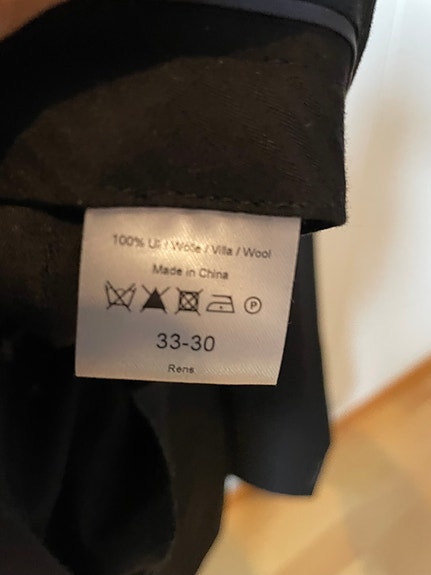 100% Ull / Wolle / Villa / Wool
Made in China
P
33-30
Rens